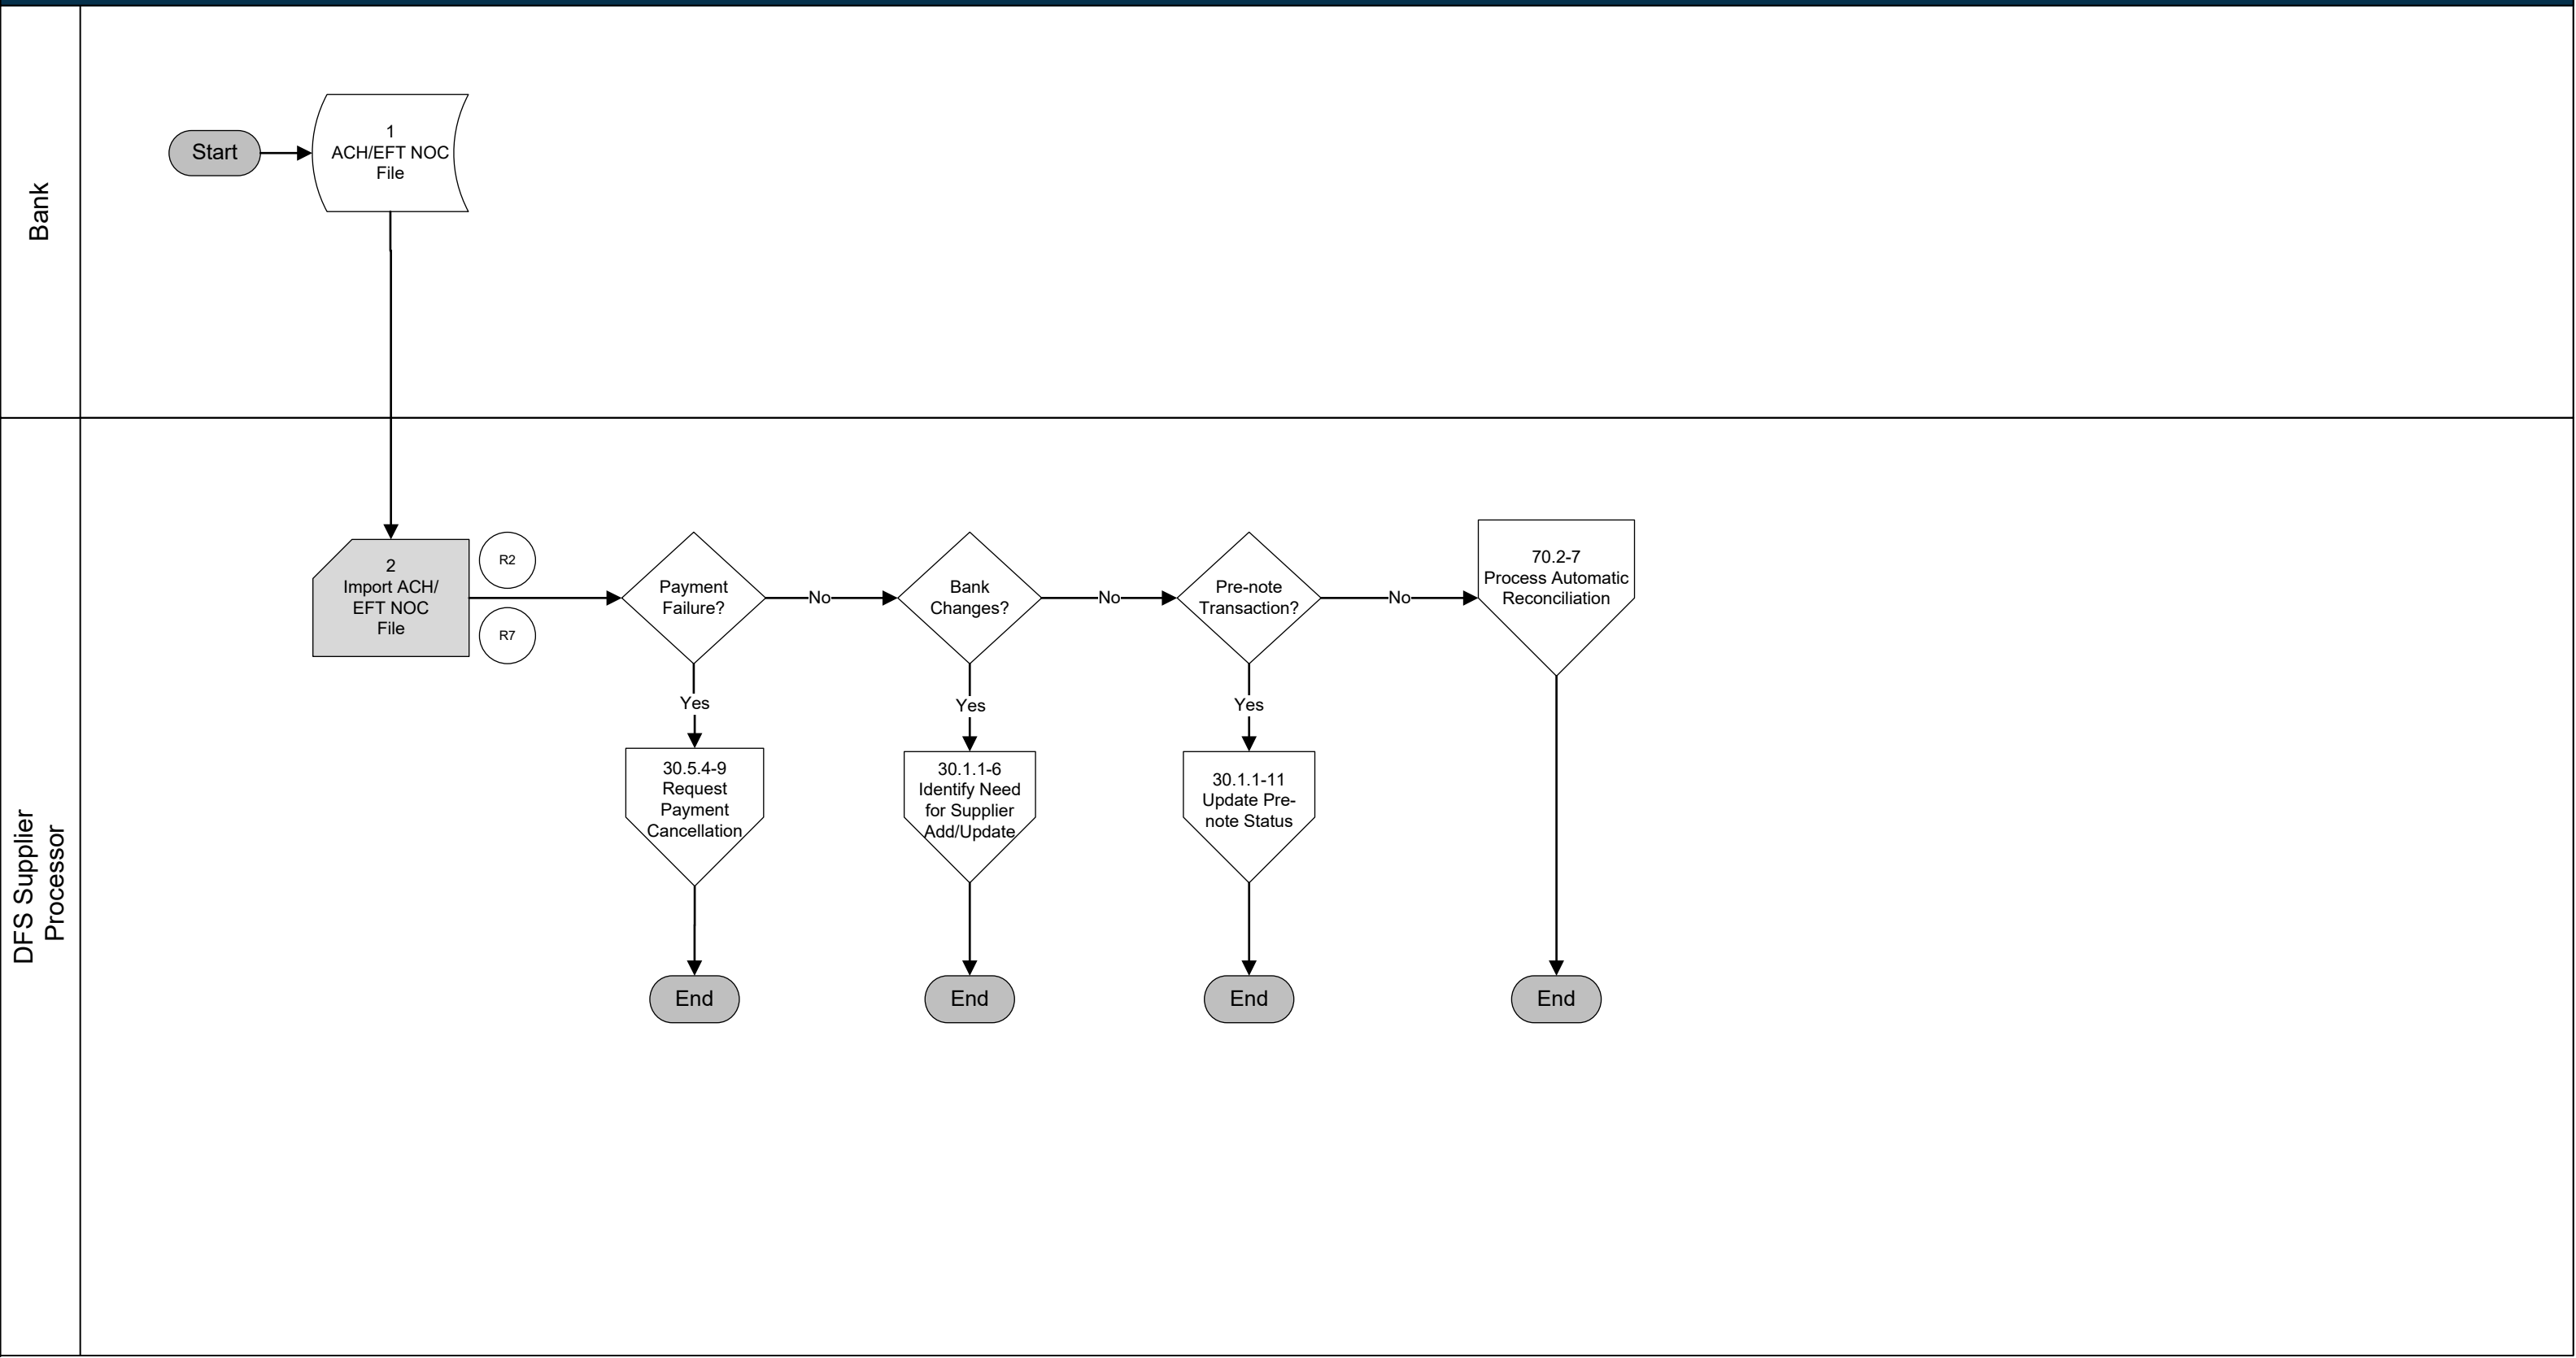 Bank
Start
1
ACH/EFT NOC
File
DFS Supplier
Processor
2
Import ACH/
EFT NOC
File
R2
R7
Payment
Failure?
No
Bank
Changes?
No
Pre-note
Transaction?
No
70.2-7
Process Automatic
Reconciliation
Yes
Yes
Yes
30.5.4-9
Request
Payment
Cancellation
30.1.1-6
Identify Need
for Supplier
Add/Update
30.1.1-11
Update Pre-
note Status
End
End
End
End